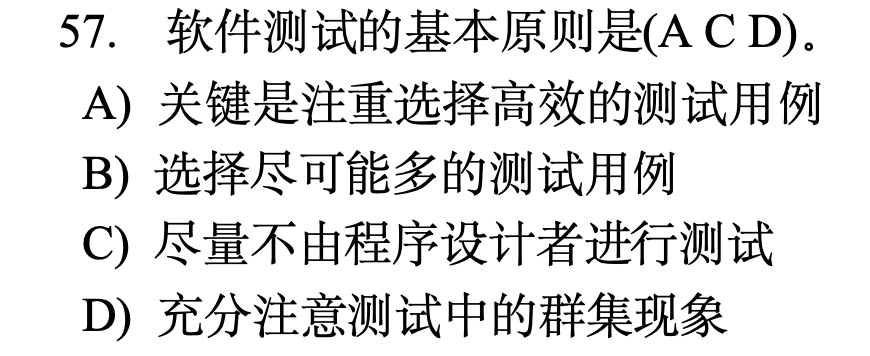 57. 软件测试的基本原则是(A C D)。
A) 关键是注重选择高效的测试用例
B) 选择尽可能多的测试用例
C) 尽量不由程序设计者进行测试
D) 充分注意测试中的群集现象